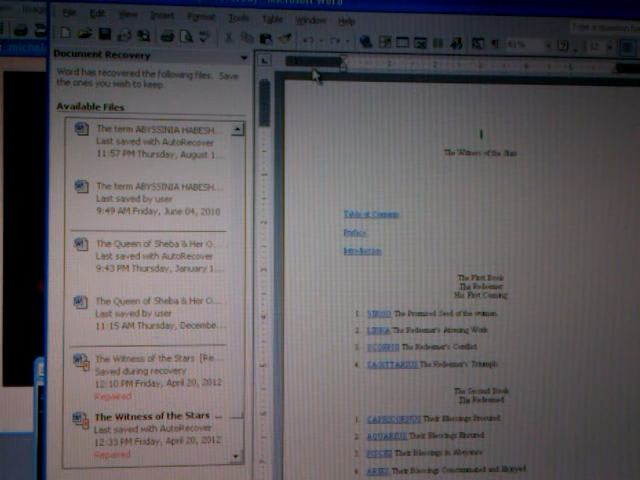 Microsoft Word
File Edit View Insert Format Tools Table Window Help
Type a question for
61%
12
Document Recovery
Word has recovered the following files. Save
the ones you wish to keep.
Available Files
The term ABYSSINIA HABESH...
Last saved with AutoRecover
11:57 PM Thursday, August 1...
The term ABYSSINIA HABESH...
Last saved by user
9:49 AM Friday, June 04, 2010
The Queen of Sheba & Her O...
Last saved with AutoRecover
9:43 PM Thursday, January 1...
The Queen of Sheba & Her O...
Last saved by user
11:15 AM Thursday, Decembe...
The Witness of the Stars [Re...
Saved during recovery
12:10 PM Friday, April 20, 2012
Repaired
The Witness of the Stars ...
Last saved with AutoRecover
12:33 PM Friday, April 20, 2012
Repaired
The Witness of the Stars
Table of Contents
Preface
Introduction
The First Book
The Redeemer
His First Coming
1. VIRGO The Promised Seed of the woman
2. LIBRA The Redeemer's Atoning Work
3. SCORPIO The Redeemer's Conflict
4. SAGITTARIUS The Redeemer's Triumph
The Second Book
The Redeemed
1. CAPRICORNUS Their Blessings Procured
2. AQUARIUS Their Blessings Ensured
3. PISCES Their Blessings in Abeyance
4. ARIES Their Blessings Consummated and Enjoyed